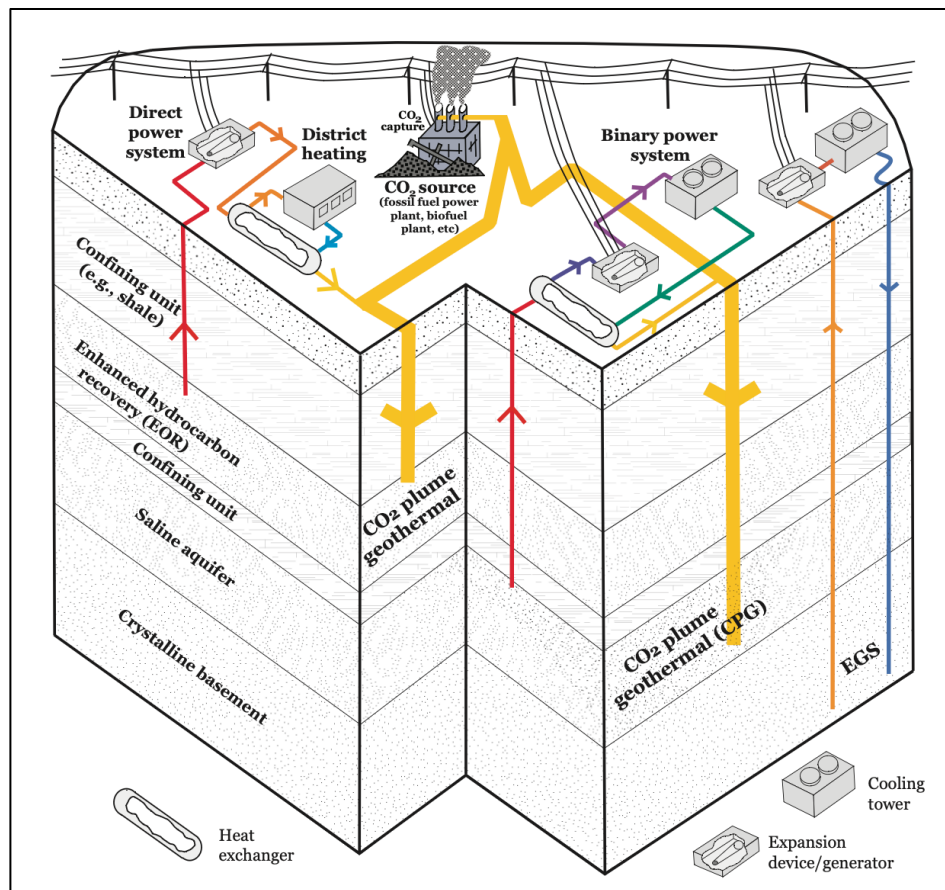 Direct
power
system
District
heating
CO2
capture
CO2 source
(fossil fuel power
plant, biofuel
plant, etc)
Binary power
system
Confining unit
(e.g., shale)
Enhanced hydrocarbon
recovery (EOR)
Confining unit
Saline aquifer
Crystalline basement
CO2 plume
geothermal
CO2 plume
geothermal (CPG)
EGS
Heat
exchanger
Cooling
tower
Expansion
device/generator